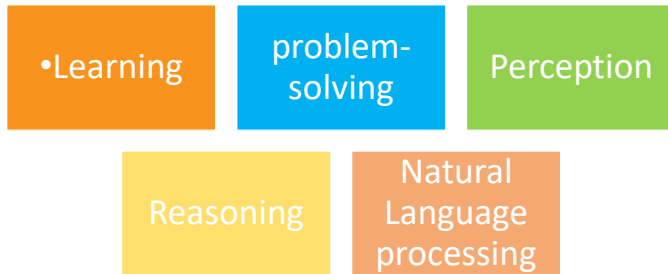 •Learning
problem-
solving
Perception
Reasoning
Natural
Language
processing